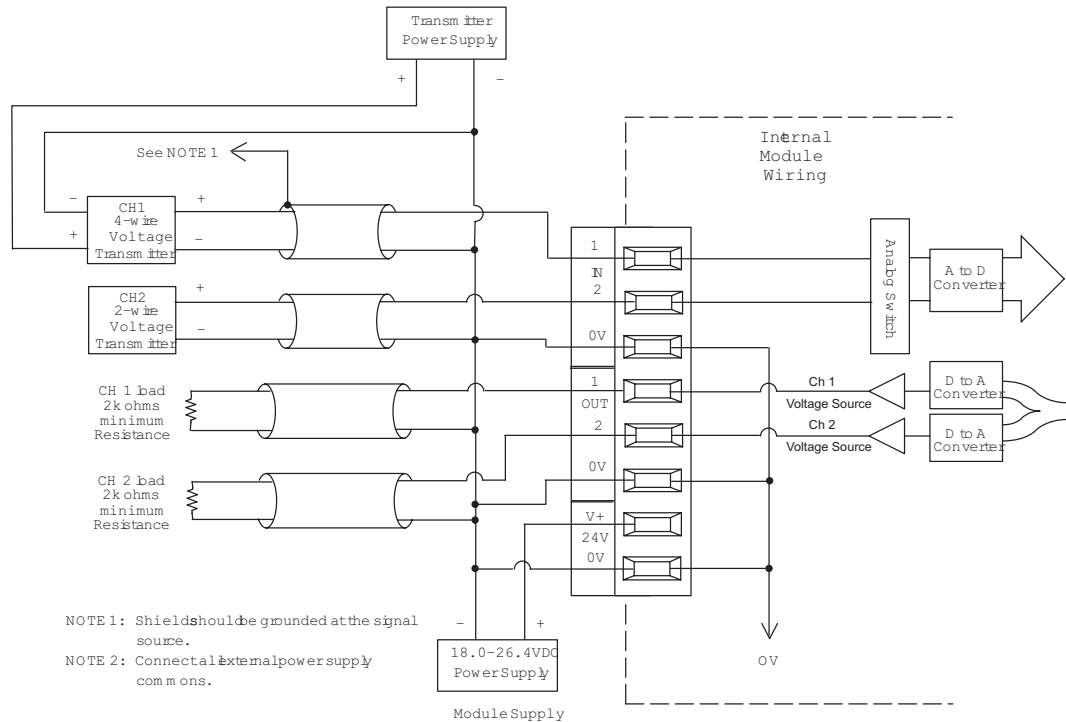 Transmitter
Power Supply
+
–
See NOTE 1
Internal
Module
Wiring
–
+
CH1
4–wire
Voltage
Transmitter
+
–
CH2
2–wire
Voltage
Transmitter
+
–
CH 1 load
2k ohms
minimum
Resistance
CH 2 load
2k ohms
minimum
Resistance
1
IN
2
0V
1
OUT
2
0V
V+
24V
0V
Analog Switch
A to D
Converter
Ch 1
Voltage Source
D to A
Converter
Ch 2
Voltage Source
D to A
Converter
0V
NOTE 1: Shields should be grounded at the signal
source.
NOTE 2: Connect all external power supply
commons.
–
+
18.0–26.4VDC
Power Supply
Module Supply